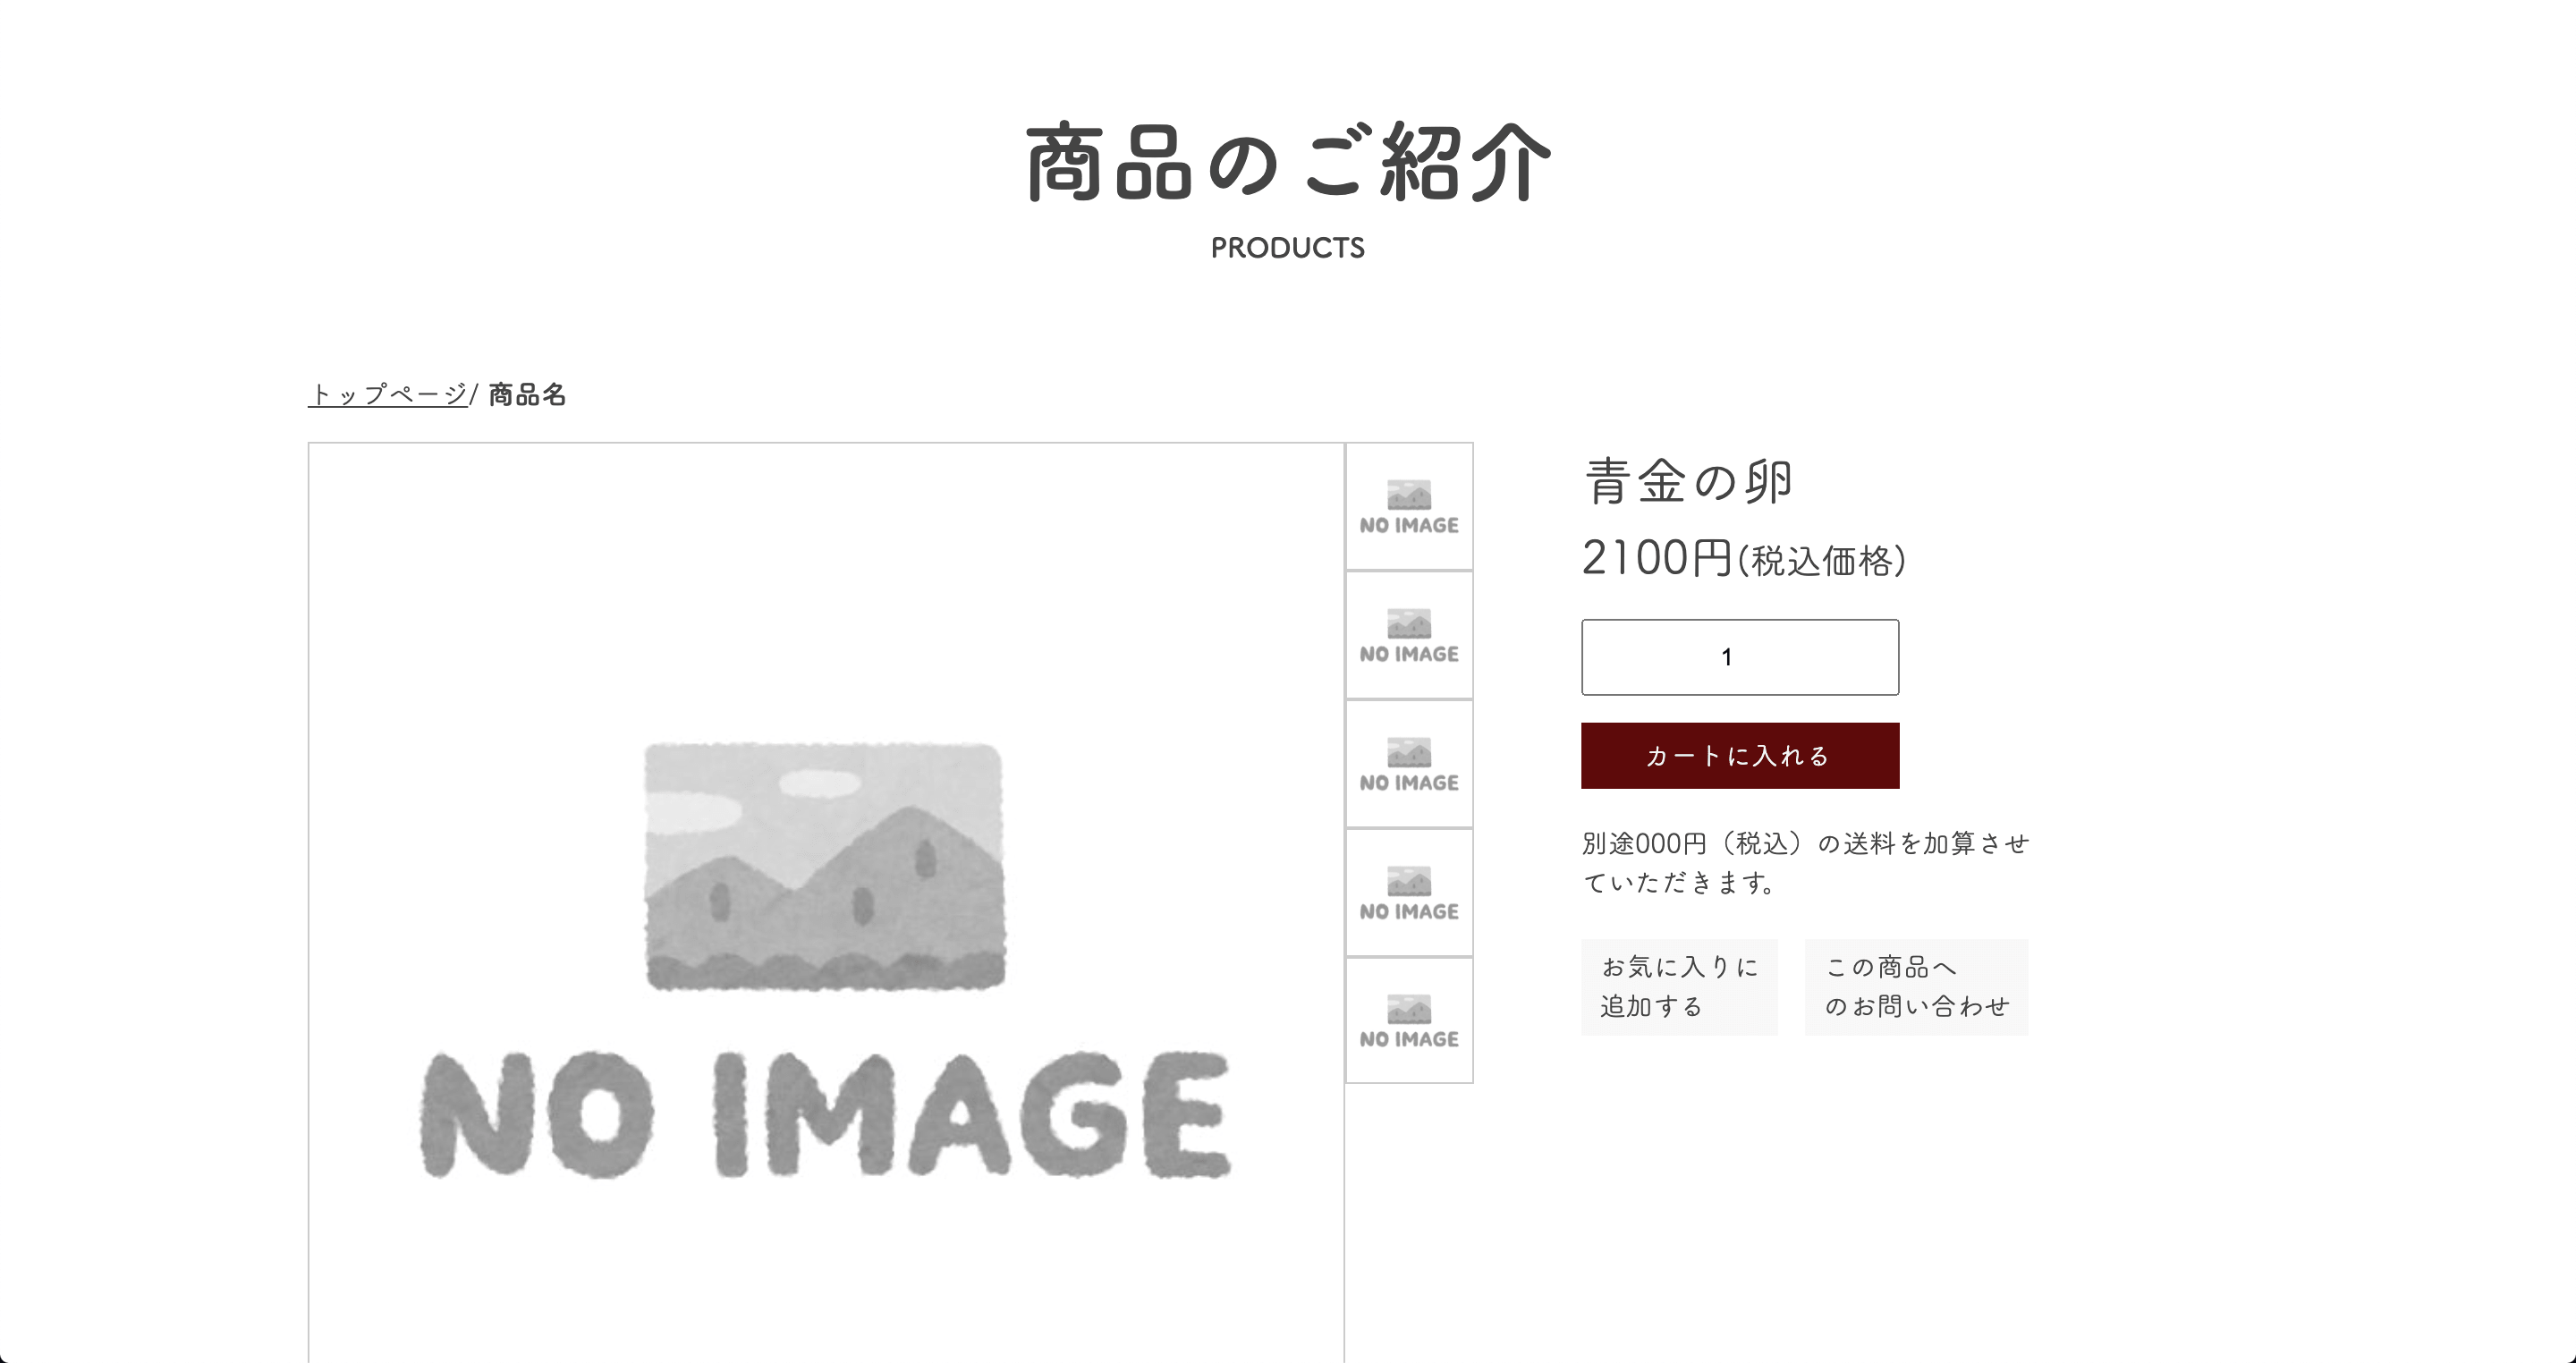 商品のご紹介
PRODUCTS
トップページ/ 商品名
NO IMAGE
NO IMAGE
NO IMAGE
NO IMAGE
NO IMAGE
NO IMAGE
青金の卵
2100円(税込価格)
1
カートに入れる
別途000円（税込）の送料を加算させ
ていただきます。
お気に入りに
追加する
この商品へ
のお問い合わせ